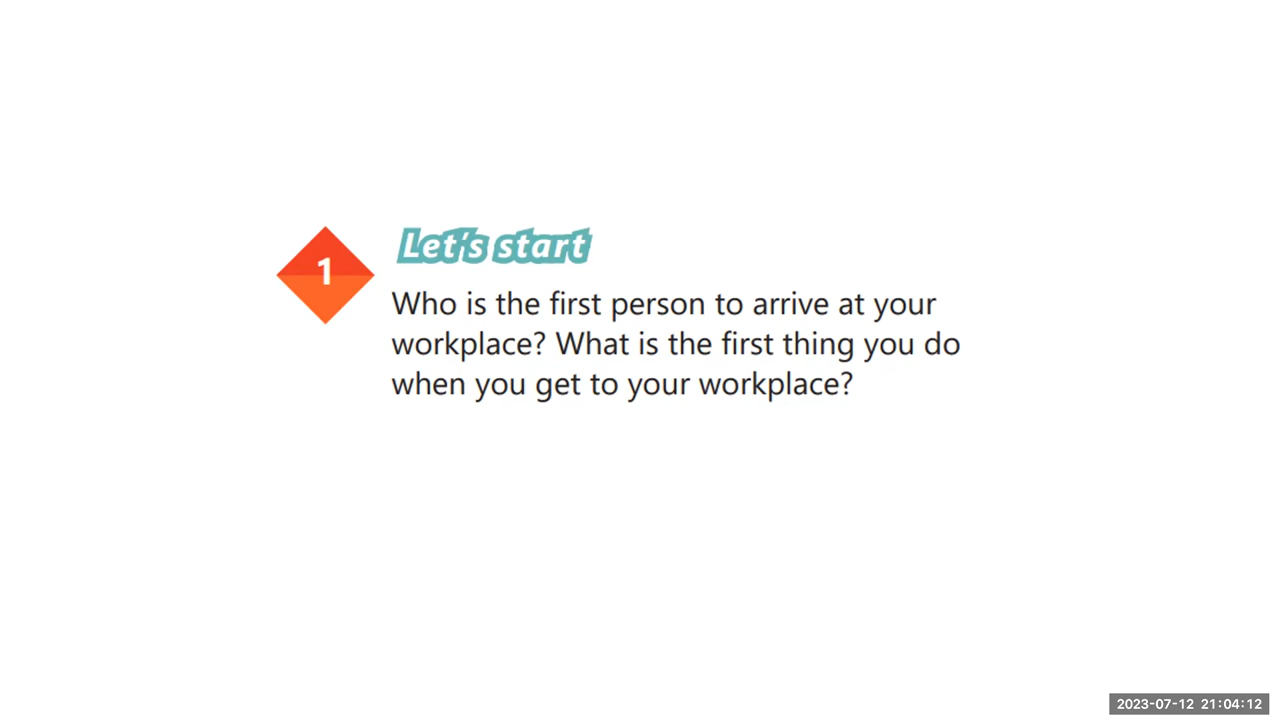 1
Let's start
Who is the first person to arrive at your
workplace? What is the first thing you do
when you get to your workplace?
2023-07-12 21:04:12